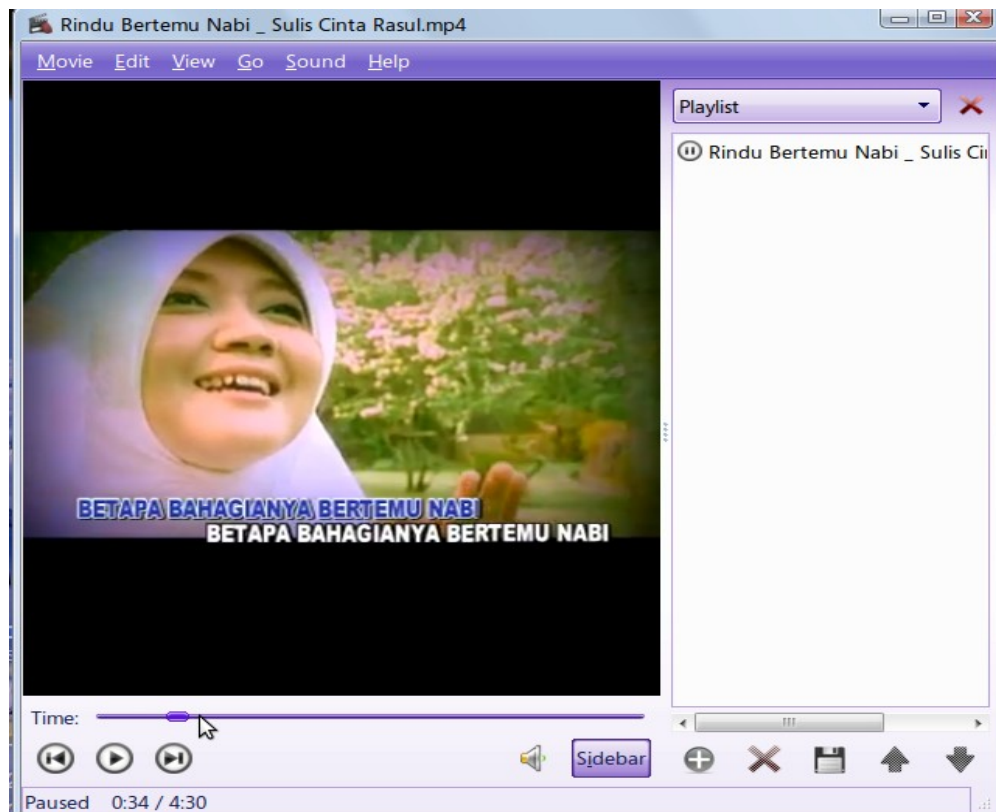 Rindu Bertemu Nabi _ Sulis Cinta Rasul.mp4
Movie Edit View Go Sound Help
Playlist
Rindu Bertemu Nabi _ Sulis Ci
BETAPA BAHAGIANYA BERTEMU NABI
BETAPA BAHAGIANYA BERTEMU NABI
Time:
Sidebar
Paused 0:34 / 4:30